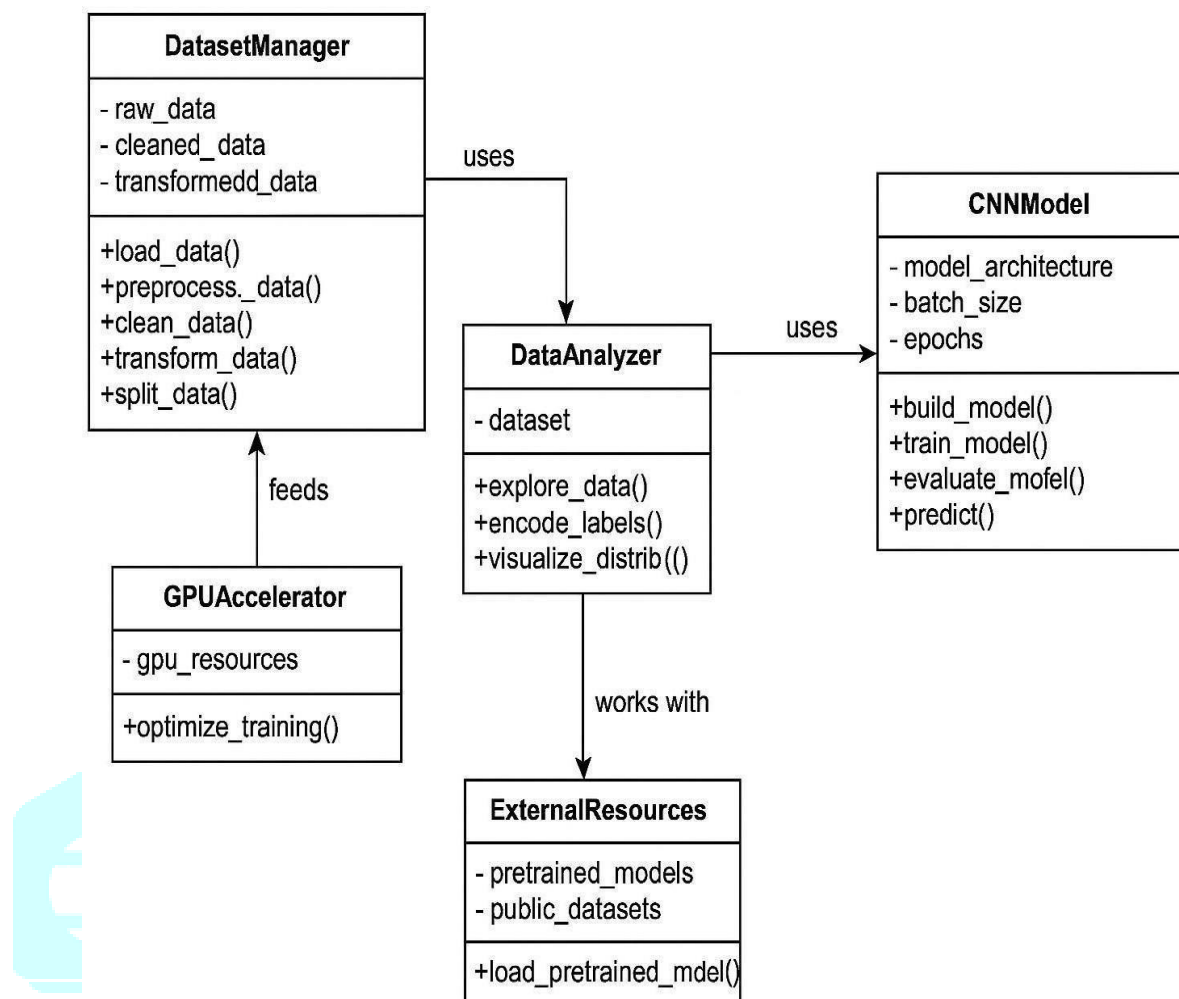 DatasetManager
- raw_data
- cleaned_data
- transformedd_data
+load_data()
+preprocess._data()
+clean_data()
+transform_data()
+split_data()
uses
CNNModel
- model_architecture
- batch_size
- epochs
+build_model()
+train_model()
+evaluate_mofel()
+predict()
uses
DataAnalyzer
- dataset
+explore_data()
+encode_labels()
+visualize_distrib(()
feeds
GPUAccelerator
- gpu_resources
+optimize_training()
works with
ExternalResources
- pretrained_models
- public_datasets
+load_pretrained_mdel()